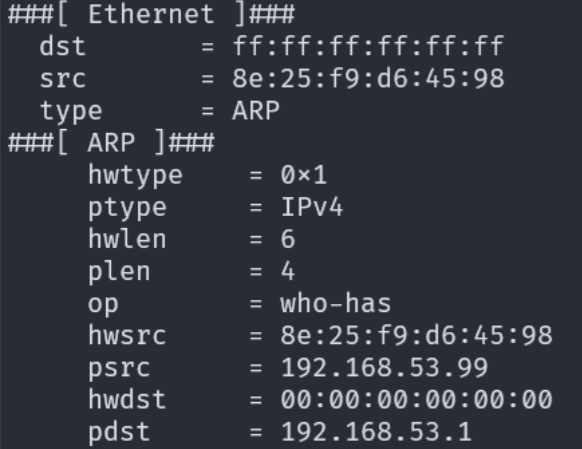 ###[ Ethernet ]###
  dst       = ff:ff:ff:ff:ff:ff
  src       = 8e:25:f9:d6:45:98
  type      = ARP
###[ ARP ]###
     hwtype    = 0×1
     ptype     = IPv4
     hwlen     = 6
     plen      = 4
     op        = who-has
     hwsrc     = 8e:25:f9:d6:45:98
     psrc      = 192.168.53.99
     hwdst     = 00:00:00:00:00:00
     pdst      = 192.168.53.1